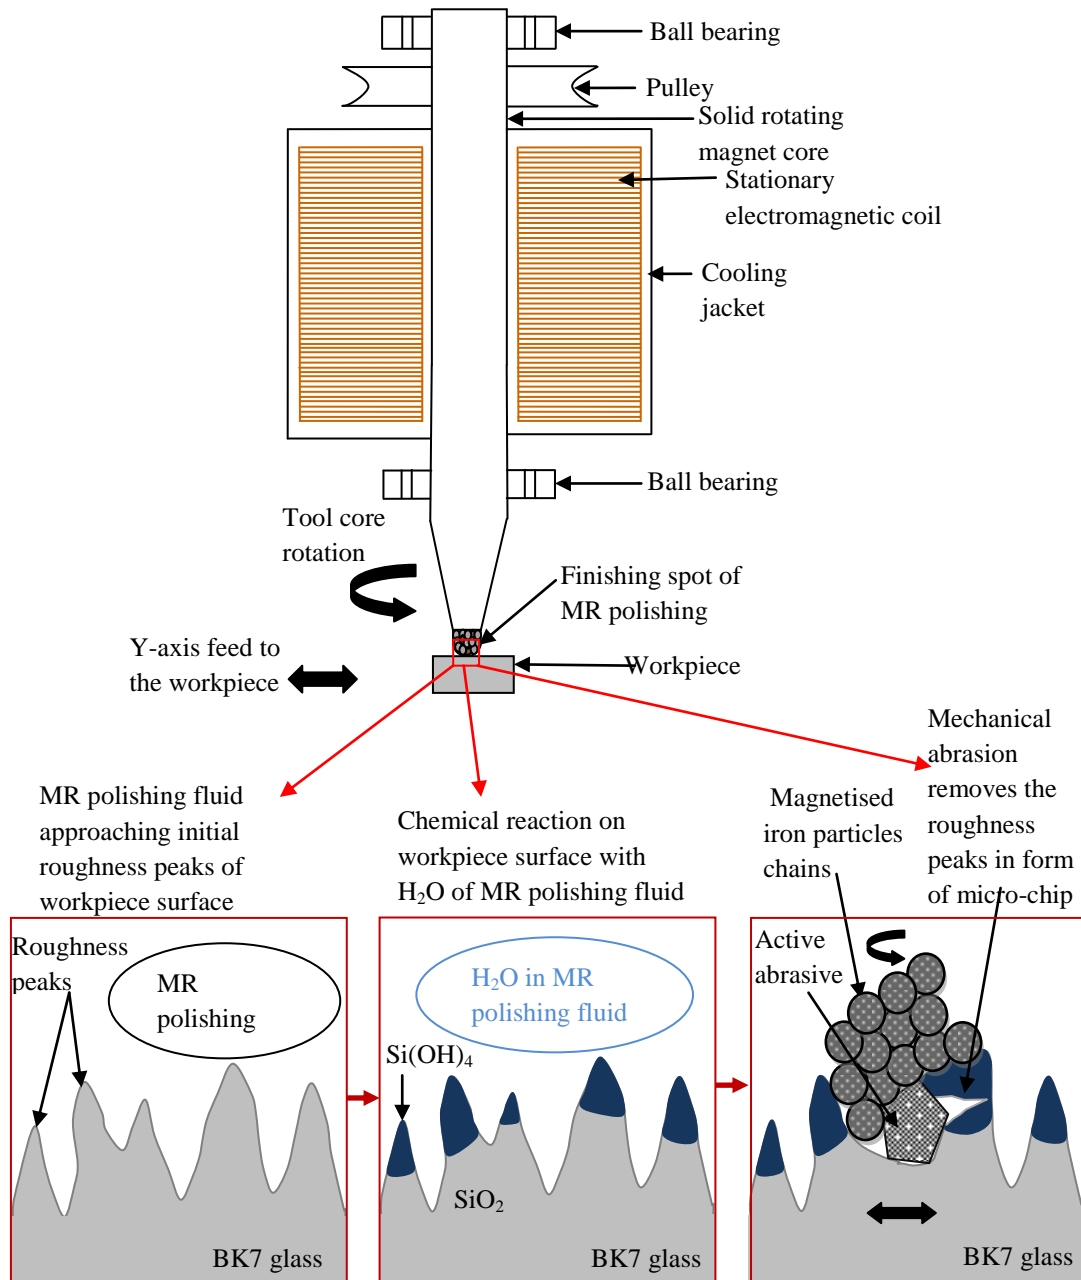 Ball bearing
Pulley
Solid rotating
magnet core
Stationary
electromagnetic coil
Cooling
jacket
Ball bearing
Tool core
rotation
Finishing spot of
MR polishing
Y-axis feed to
the workpiece
Workpiece
MR polishing fluid
approaching initial
roughness peaks of
workpiece surface
Chemical reaction on
workpiece surface with
H₂O of MR polishing fluid
Magnetised
iron particles
chains
Mechanical
abrasion
removes the
roughness
peaks in form
of micro-chip
Roughness
peaks
MR
polishing
BK7 glass
H₂O in MR
polishing fluid
Si(OH)₄
SiO₂
BK7 glass
Active
abrasive
BK7 glass